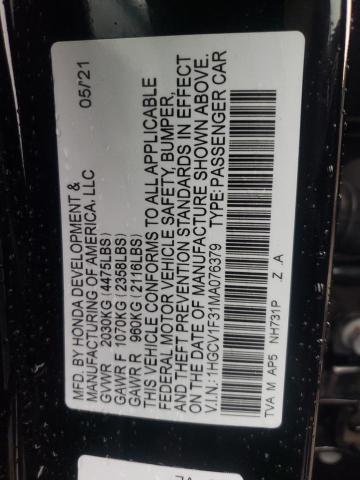 MFD. BY HONDA DEVELOPMENT & 05/21
MANUFACTURING OF AMERICA, LLC
GVWR 2030KG(4475LBS)
GAWR F 1070KG(2358LBS)
GAWR R 960KG(2116LBS)
THIS VEHICLE CONFORMS TO ALL APPLICABLE
FEDERAL MOTOR VEHICLE SAFETY, BUMPER,
AND THEFT PREVENTION STANDARDS IN EFFECT
ON THE DATE OF MANUFACTURE SHOWN ABOVE.
V.I.N.: 1HGCV1F31MA076379 TYPE: PASSENGER CAR
TVA M AP5 NH731P .Z .A